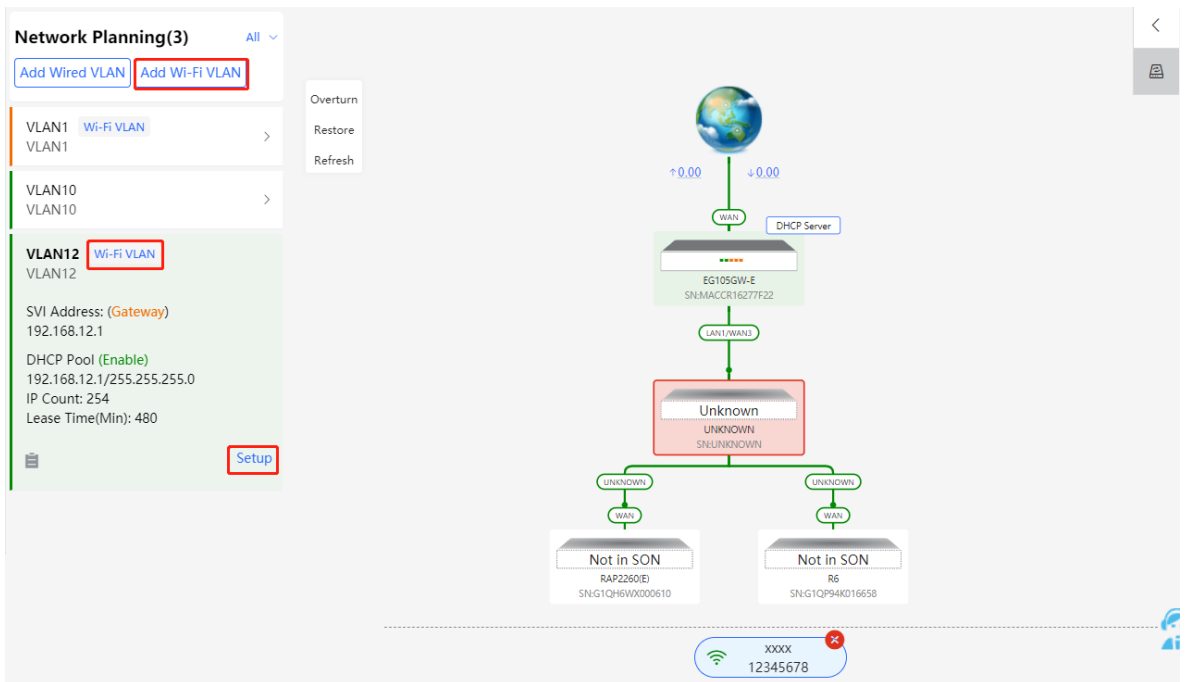 Network Planning(3)
All
Add Wired VLAN
Add Wi-Fi VLAN
VLAN1 Wi-Fi VLAN
VLAN1
VLAN10
VLAN10
VLAN12 Wi-Fi VLAN
VLAN12
SVI Address: (Gateway)
192.168.12.1
DHCP Pool (Enable)
192.168.12.1/255.255.255.0
IP Count: 254
Lease Time(Min): 480
Setup
Overturn
Restore
Refresh
↑0.00 ↓0.00
WAN
DHCP Server
EG105GW-E
SN:MACCR16277F22
LAN1/WAN3
Unknown
UNKNOWN
SN:UNKNOWN
UNKNOWN UNKNOWN
WAN WAN
Not in SON
RAP2260(E)
SN:G1QH6WX000610
Not in SON
R6
SN:G1QP94K016658
XXXX
12345678
Ai